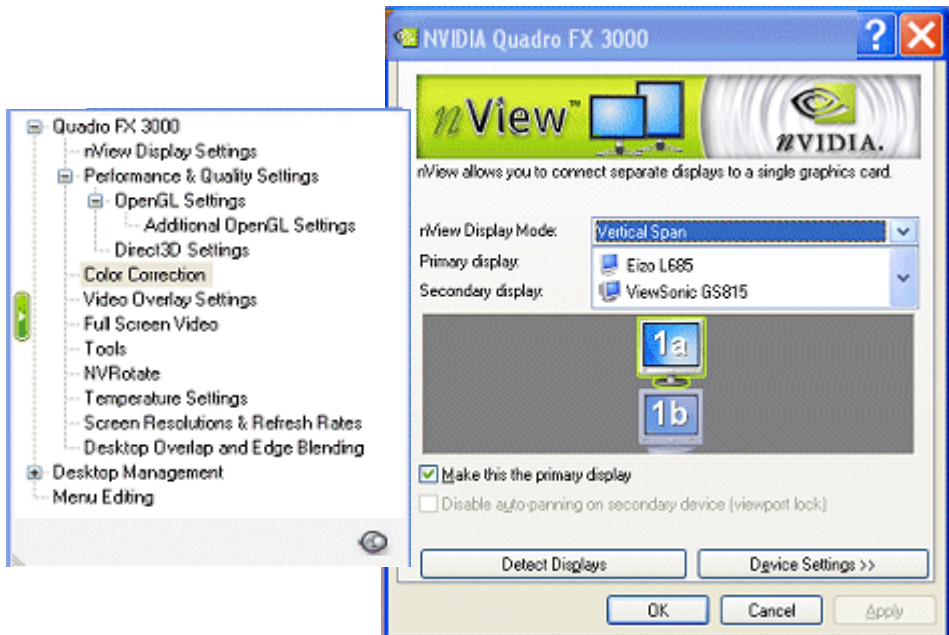 Quadro FX 3000
nView Display Settings
Performance & Quality Settings
OpenGL Settings
Additional OpenGL Settings
Direct3D Settings
Color Correction
Video Overlay Settings
Full Screen Video
Tools
NVRotate
Temperature Settings
Screen Resolutions & Refresh Rates
Desktop Overlap and Edge Blending
Desktop Management
Menu Editing
NVIDIA Quadro FX 3000
nView™
nVIDIA.
nView allows you to connect separate displays to a single graphics card.
nView Display Mode: Vertical Span
Primary display: Eizo L685
Secondary display: ViewSonic GS815
1a
1b
Make this the primary display
Disable auto-panning on secondary device (viewport lock)
Detect Displays Device Settings >>
OK Cancel Apply